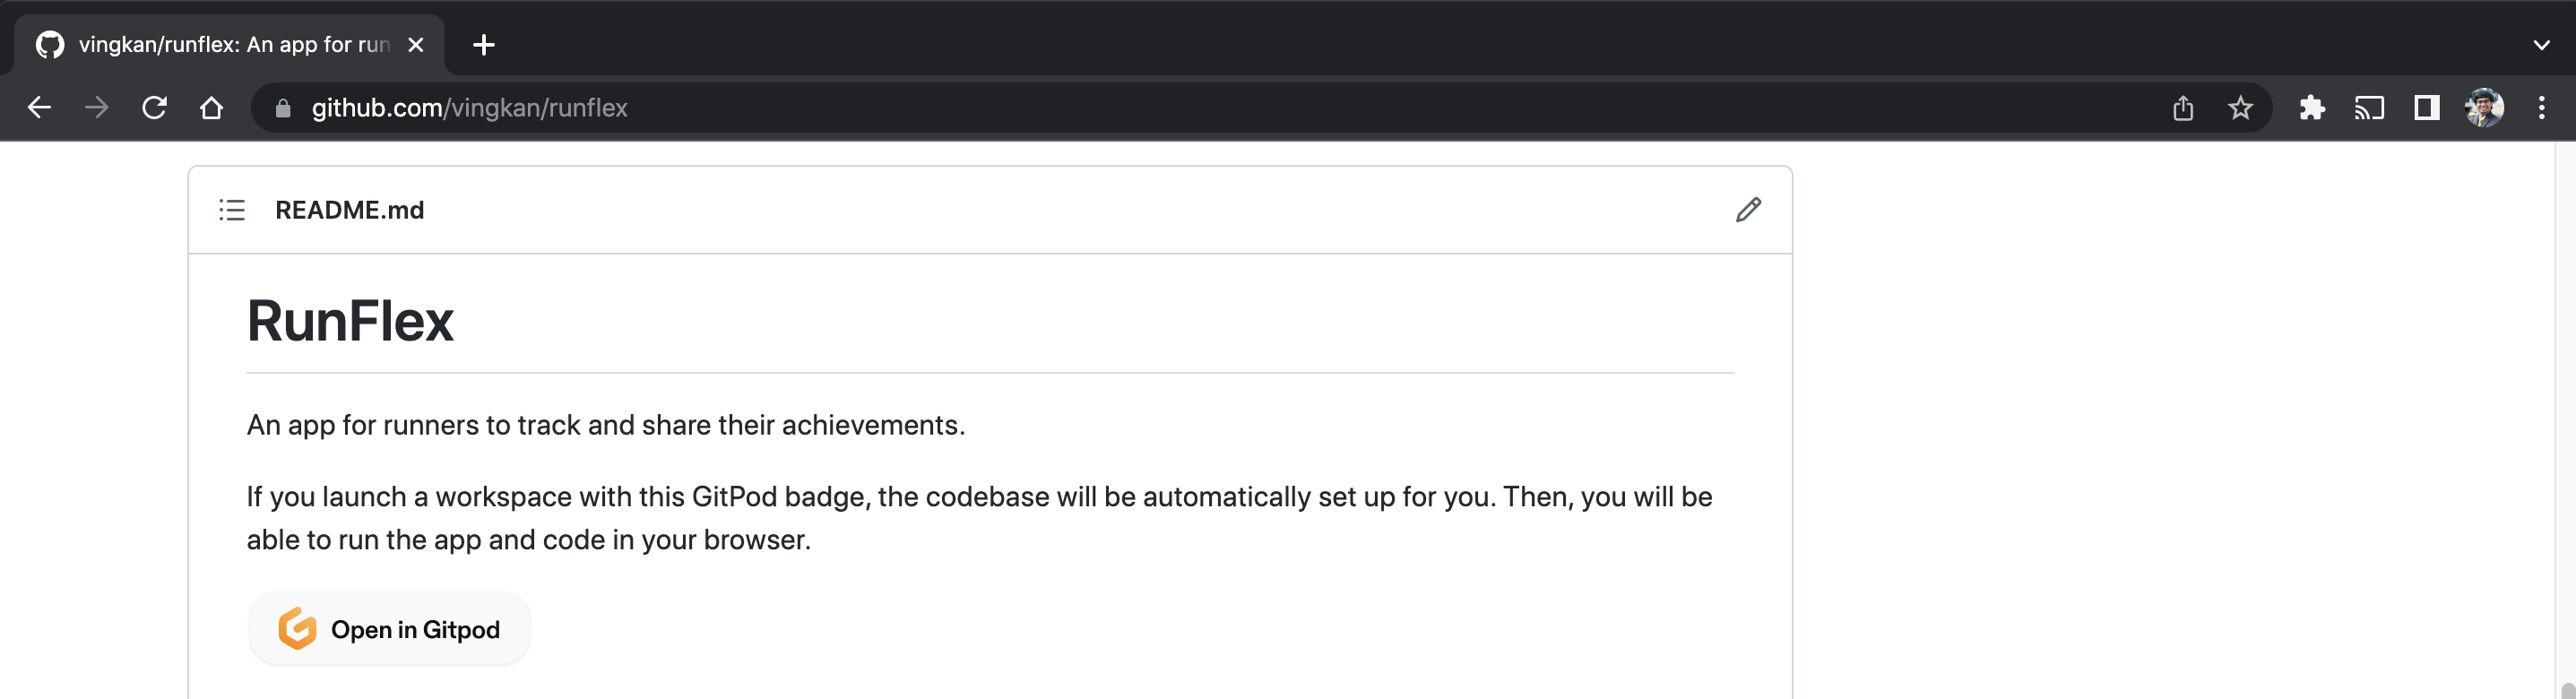 vingkan/runflex: An app for run
github.com/vingkan/runflex
README.md
RunFlex
An app for runners to track and share their achievements.
If you launch a workspace with this GitPod badge, the codebase will be automatically set up for you. Then, you will be
able to run the app and code in your browser.
Open in Gitpod